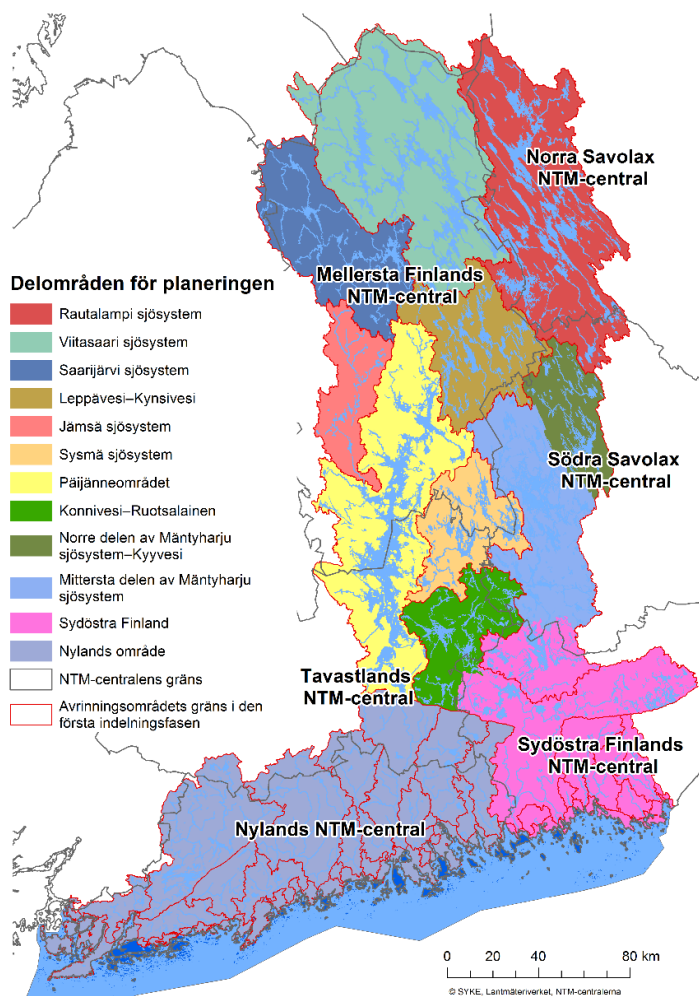 Norra Savolax
NTM-central
Mellersta Finlands
NTM-central
Delområden för planeringen
Rautalampi sjösystem
Viitasaari sjösystem
Saarijärvi sjösystem
Leppävesi–Kynsivesi
Jämsä sjösystem
Sysmä sjösystem
Päijänneområdet
Konnivesi–Ruotsalainen
Norre delen av Mäntyharju
sjösystem–Kyyvesi
Mittersta delen av Mäntyharju
sjösystem
Sydöstra Finland
Nylands område
NTM-centralens gräns
Avrinningsområdets gräns i den
första indelningsfasen
Södra Savolax
NTM-central
Tavastlands
NTM-central
Sydöstra Finlands
NTM-central
Nylands NTM-central
0 20 40 80 km
© SYKE, Lantmäteriverket, NTM-centralerna